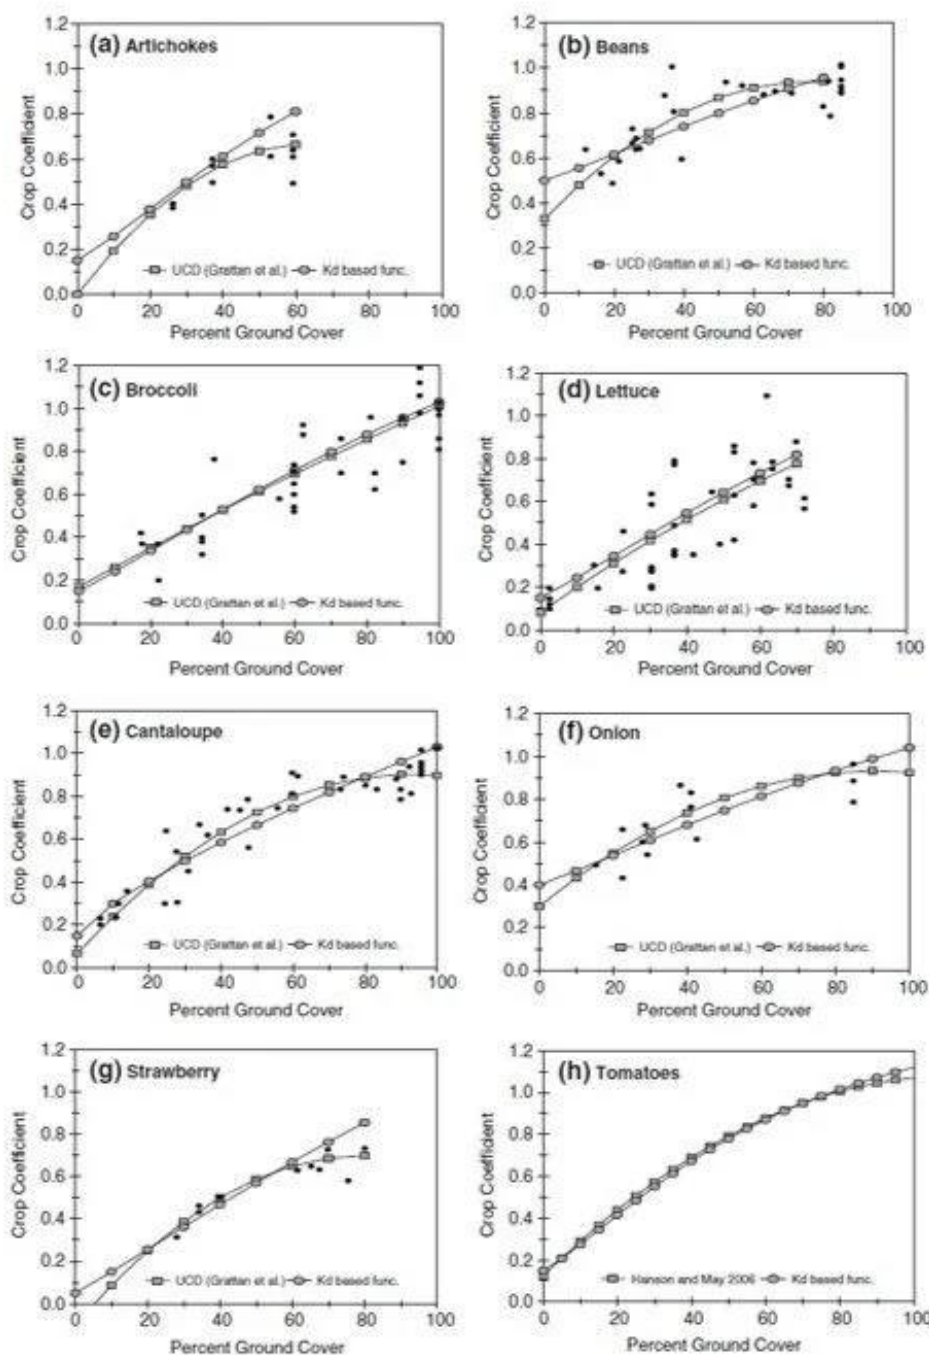 (a) Artichokes
Crop Coefficient
1.2
1.0
0.8
0.6
0.4
0.2
0.0
UCD (Grattan et al.) Kd based func.
0 20 40 60 80 100
Percent Ground Cover
(b) Beans
Crop Coefficient
1.2
1.0
0.8
0.6
0.4
0.2
0.0
UCD (Grattan et al.) Kd based func.
0 20 40 60 80 100
Percent Ground Cover
(c) Broccoli
Crop Coefficient
1.2
1.0
0.8
0.6
0.4
0.2
0.0
UCD (Grattan et al.) Kd based func.
0 20 40 60 80 100
Percent Ground Cover
(d) Lettuce
Crop Coefficient
1.2
1.0
0.8
0.6
0.4
0.2
0.0
UCD (Grattan et al.) Kd based func.
0 20 40 60 80 100
Percent Ground Cover
(e) Cantaloupe
Crop Coefficient
1.2
1.0
0.8
0.6
0.4
0.2
0.0
UCD (Grattan et al.) Kd based func.
0 20 40 60 80 100
Percent Ground Cover
(f) Onion
Crop Coefficient
1.2
1.0
0.8
0.6
0.4
0.2
0.0
UCD (Grattan et al.) Kd based func.
0 20 40 60 80 100
Percent Ground Cover
(g) Strawberry
Crop Coefficient
1.2
1.0
0.8
0.6
0.4
0.2
0.0
UCD (Grattan et al.) Kd based func.
0 20 40 60 80 100
Percent Ground Cover
(h) Tomatoes
Crop Coefficient
1.2
1.0
0.8
0.6
0.4
0.2
0.0
Hanson and May 2006 Kd based func.
0 20 40 60 80 100
Percent Ground Cover